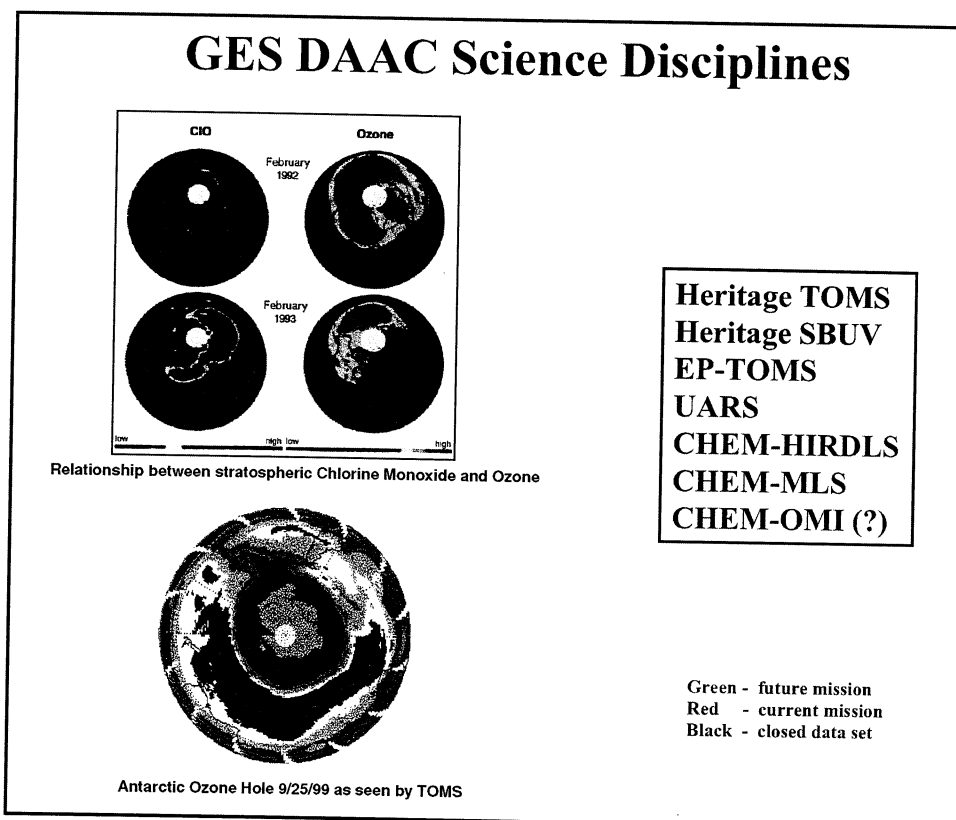 GES DAAC Science Disciplines
ClO
Ozone
February
1992
February
1993
low
high
low
high
Relationship between stratospheric Chlorine Monoxide and Ozone
Heritage TOMS
Heritage SBUV
EP-TOMS
UARS
CHEM-HIRDLS
CHEM-MLS
CHEM-OMI (?)
Green - future mission
Red - current mission
Black - closed data set
Antarctic Ozone Hole 9/25/99 as seen by TOMS